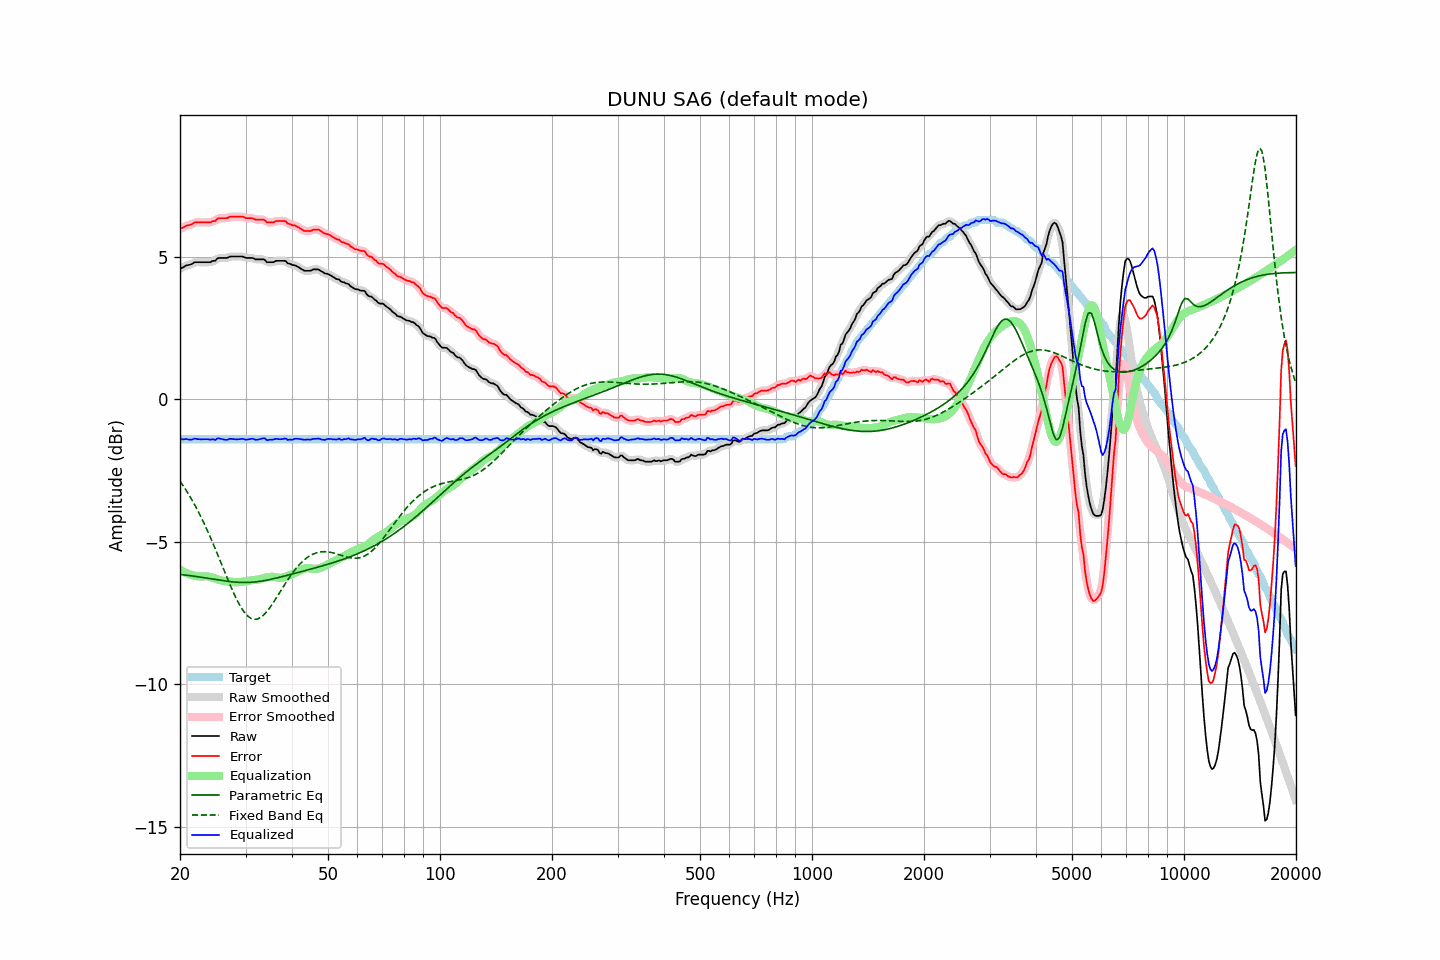 DUNU SA6 (default mode)
Amplitude (dBr)
5
0
−5
−10
−15
Target
Raw Smoothed
Error Smoothed
Raw
Error
Equalization
Parametric Eq
Fixed Band Eq
Equalized
20 50 100 200 500 1000 2000 5000 10000 20000
Frequency (Hz)